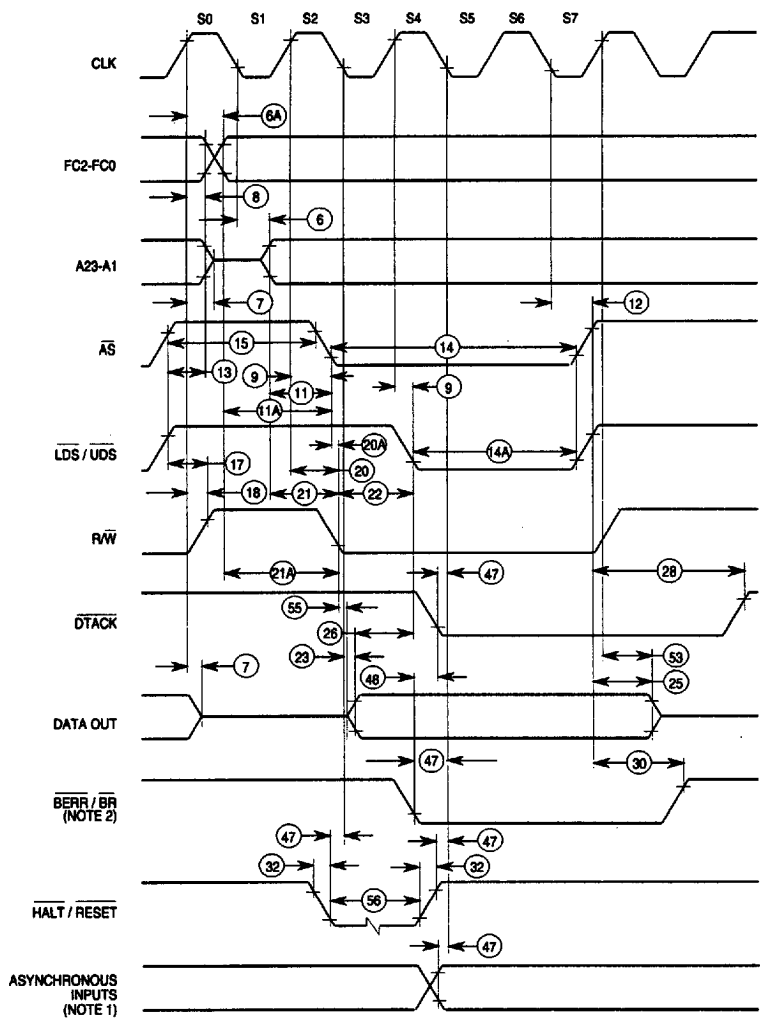 S0 S1 S2 S3 S4 S5 S6 S7
CLK
6A
FC2-FC0
8
6
A23-A1
7
12
AS
15
14
13
9
9
11
11A
LDS / UDS
20A
14A
17
20
18
21
22
R/W
21A
47
28
DTACK
55
26
23
53
7
48
25
DATA OUT
47
30
BERR / BR
(NOTE 2)
47
47
32
32
HALT / RESET
56
47
ASYNCHRONOUS
INPUTS
(NOTE 1)